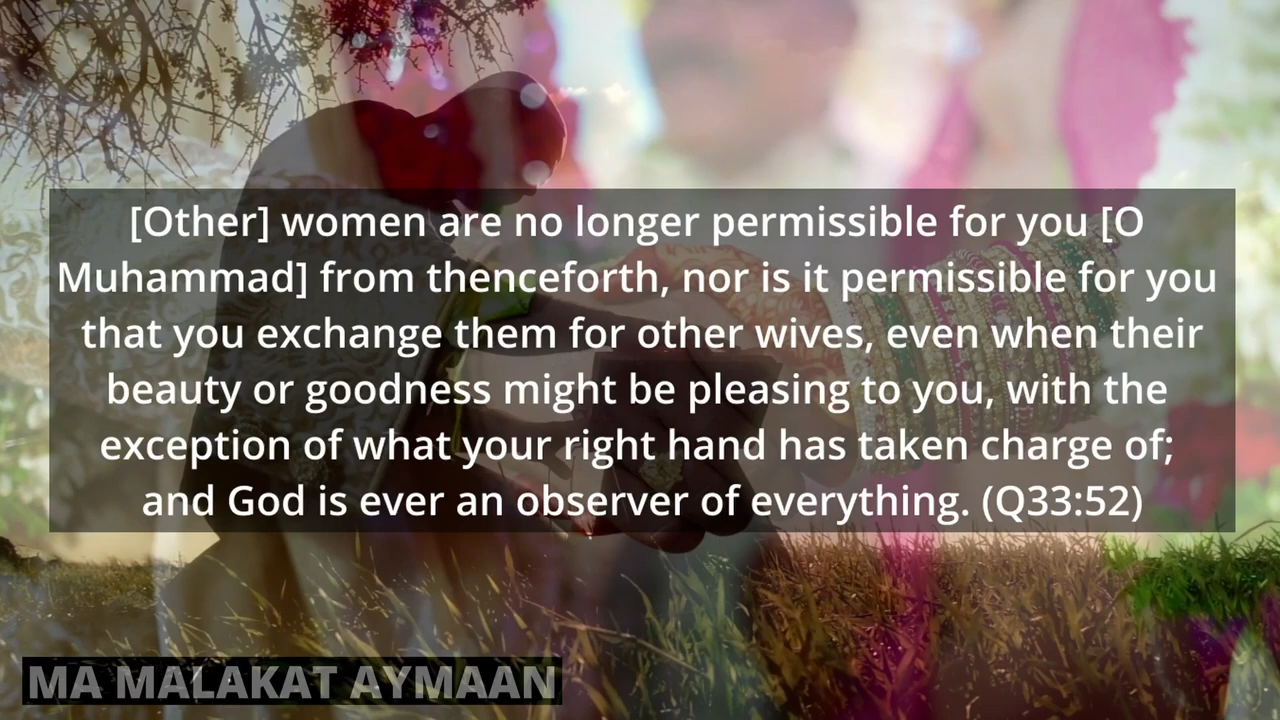 [Other] women are no longer permissible for you [O
Muhammad] from thenceforth, nor is it permissible for you
that you exchange them for other wives, even when their
beauty or goodness might be pleasing to you, with the
exception of what your right hand has taken charge of;
and God is ever an observer of everything. (Q33:52)
MA MALAKAT AYMAAN